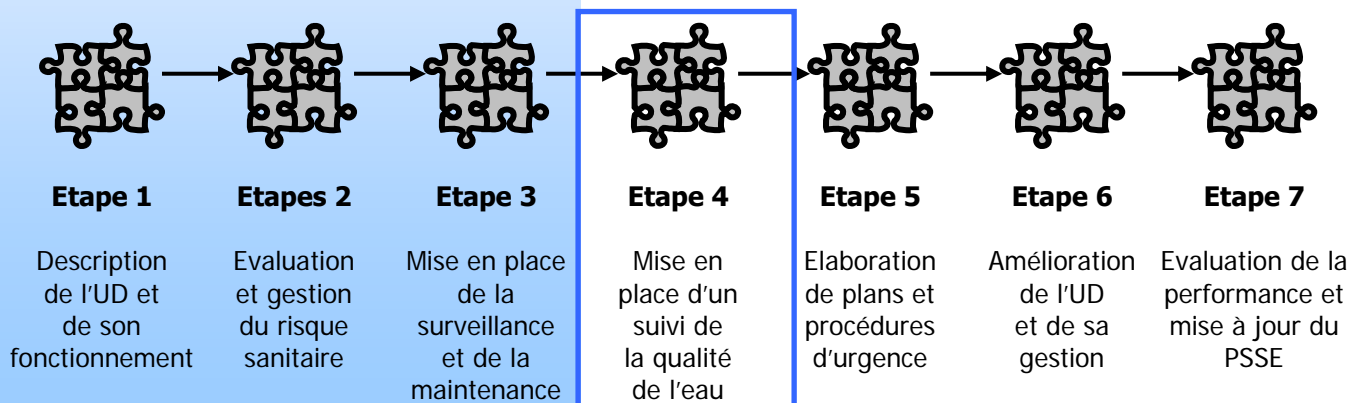 Etape 1
Description
de l'UD et
de son
fonctionnement
Etapes 2
Evaluation
et gestion
du risque
sanitaire
Etape 3
Mise en place
de la
surveillance
et de la
maintenance
Etape 4
Mise en
place d'un
suivi de
la qualité
de l'eau
Etape 5
Elaboration
de plans et
procédures
d'urgence
Etape 6
Amélioration
de l'UD
et de sa
gestion
Etape 7
Evaluation de la
performance et
mise à jour du
PSSE